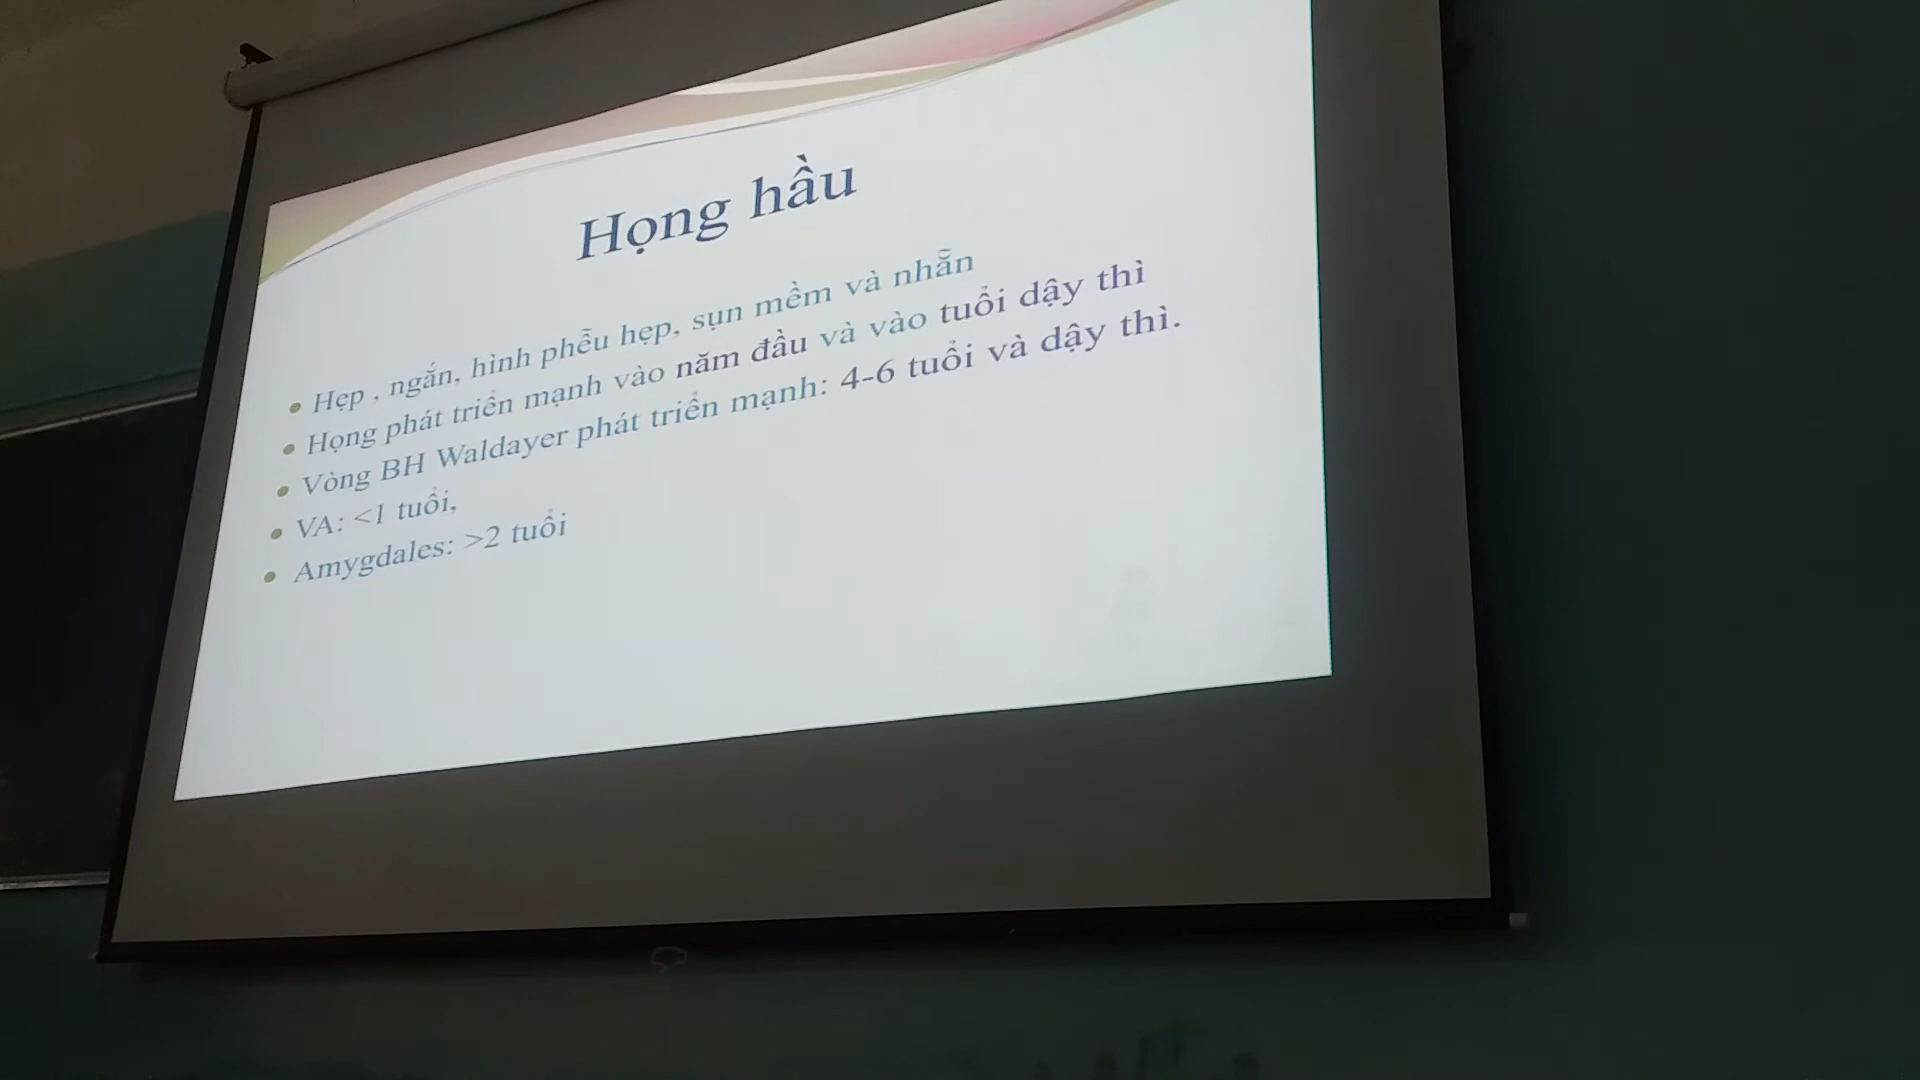 Họng hầu
Hẹp , ngắn, hình phễu hẹp, sụn mềm và nhẵn
Họng phát triển mạnh vào năm đầu và vào tuổi dậy thì
Vòng BH Waldayer phát triển mạnh: 4-6 tuổi và dậy thì.
VA: <1 tuổi,
Amygdales: >2 tuổi